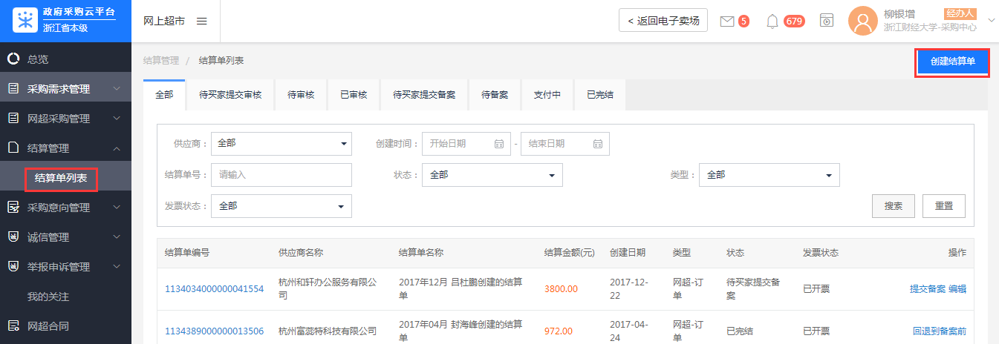 政府采购云平台
浙江省本级
网上超市
< 返回电子卖场
5
679
柳银增
经办人
浙江财经大学-采购中心
总览
采购需求管理
网超采购管理
结算管理
结算单列表
采购意向管理
诚信管理
举报申诉管理
我的关注
网超合同
结算管理 / 结算单列表
创建结算单
全部 待买家提交审核 待审核 已审核 待买家提交备案 待备案 支付中 已完结
供应商： 全部 创建时间： 开始日期 - 结束日期
结算单号： 请输入 状态： 全部 类型： 全部
发票状态： 全部 搜索 重置
结算单编号 供应商名称 结算单名称 结算金额(元) 创建日期 类型 状态 发票状态 操作
1134034000000041554 杭州和轩办公服务有限公司 2017年12月 吕杜鹏创建的结算单 3800.00 2017-12-22 网超-订单 待买家提交备案 已开票 提交备案 编辑
1134389000000013506 杭州富蕊特科技有限公司 2017年04月 封海峰创建的结算单 972.00 2017-04-24 网超-订单 已完结 已开票 回退到备案前